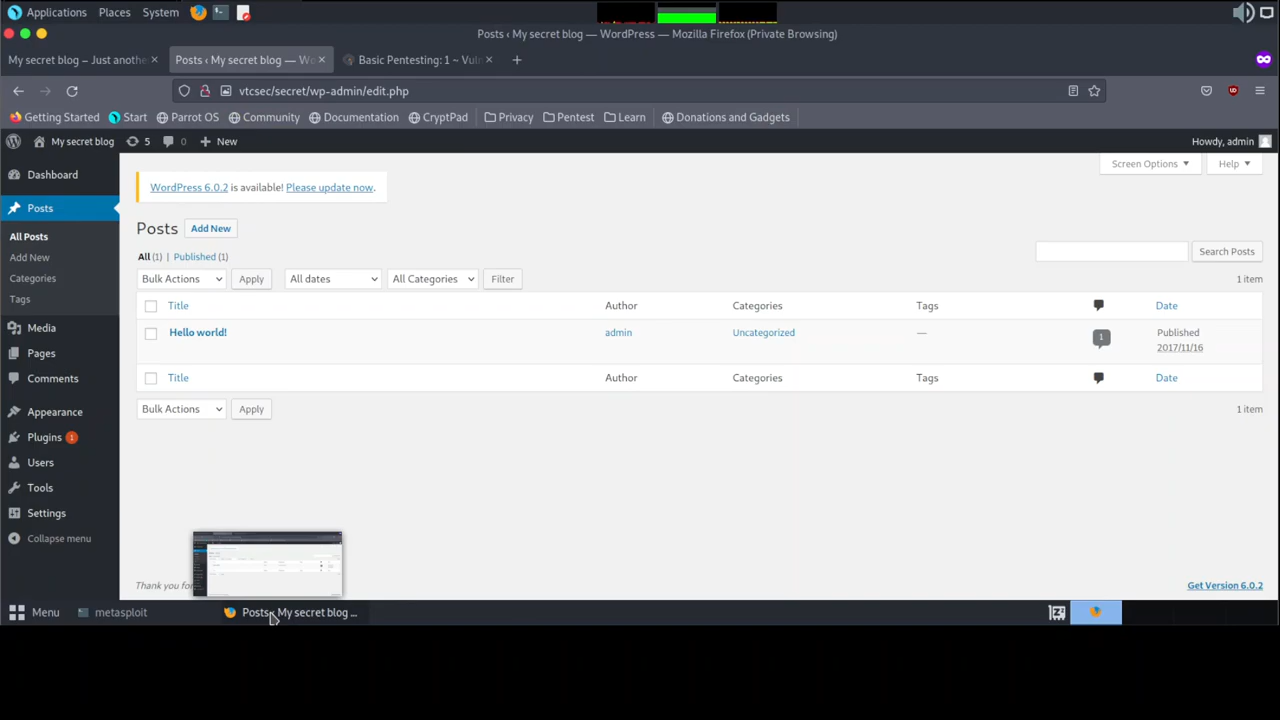 Applications Places System
Posts ‹ My secret blog — WordPress — Mozilla Firefox (Private Browsing)
My secret blog – Just anothe Posts ‹ My secret blog — Wo Basic Pentesting: 1 ~ Vuln
vtcsec/secret/wp-admin/edit.php
Getting Started Start Parrot OS Community Documentation CryptPad Privacy Pentest Learn Donations and Gadgets
My secret blog 5 0 New Howdy, admin
Dashboard
Screen Options Help
WordPress 6.0.2 is available! Please update now.
Posts
Posts Add New
All Posts
Add New
Categories
Tags
All (1) | Published (1)
Search Posts
Bulk Actions Apply All dates All Categories Filter 1 item
Title Author Categories Tags Date
Hello world! admin Uncategorized — 1 Published
2017/11/16
Title Author Categories Tags Date
Bulk Actions Apply 1 item
Media
Pages
Comments
Appearance
Plugins 1
Users
Tools
Settings
Collapse menu
Thank you for
Get Version 6.0.2
Menu metasploit Posts ‹ My secret blog ...